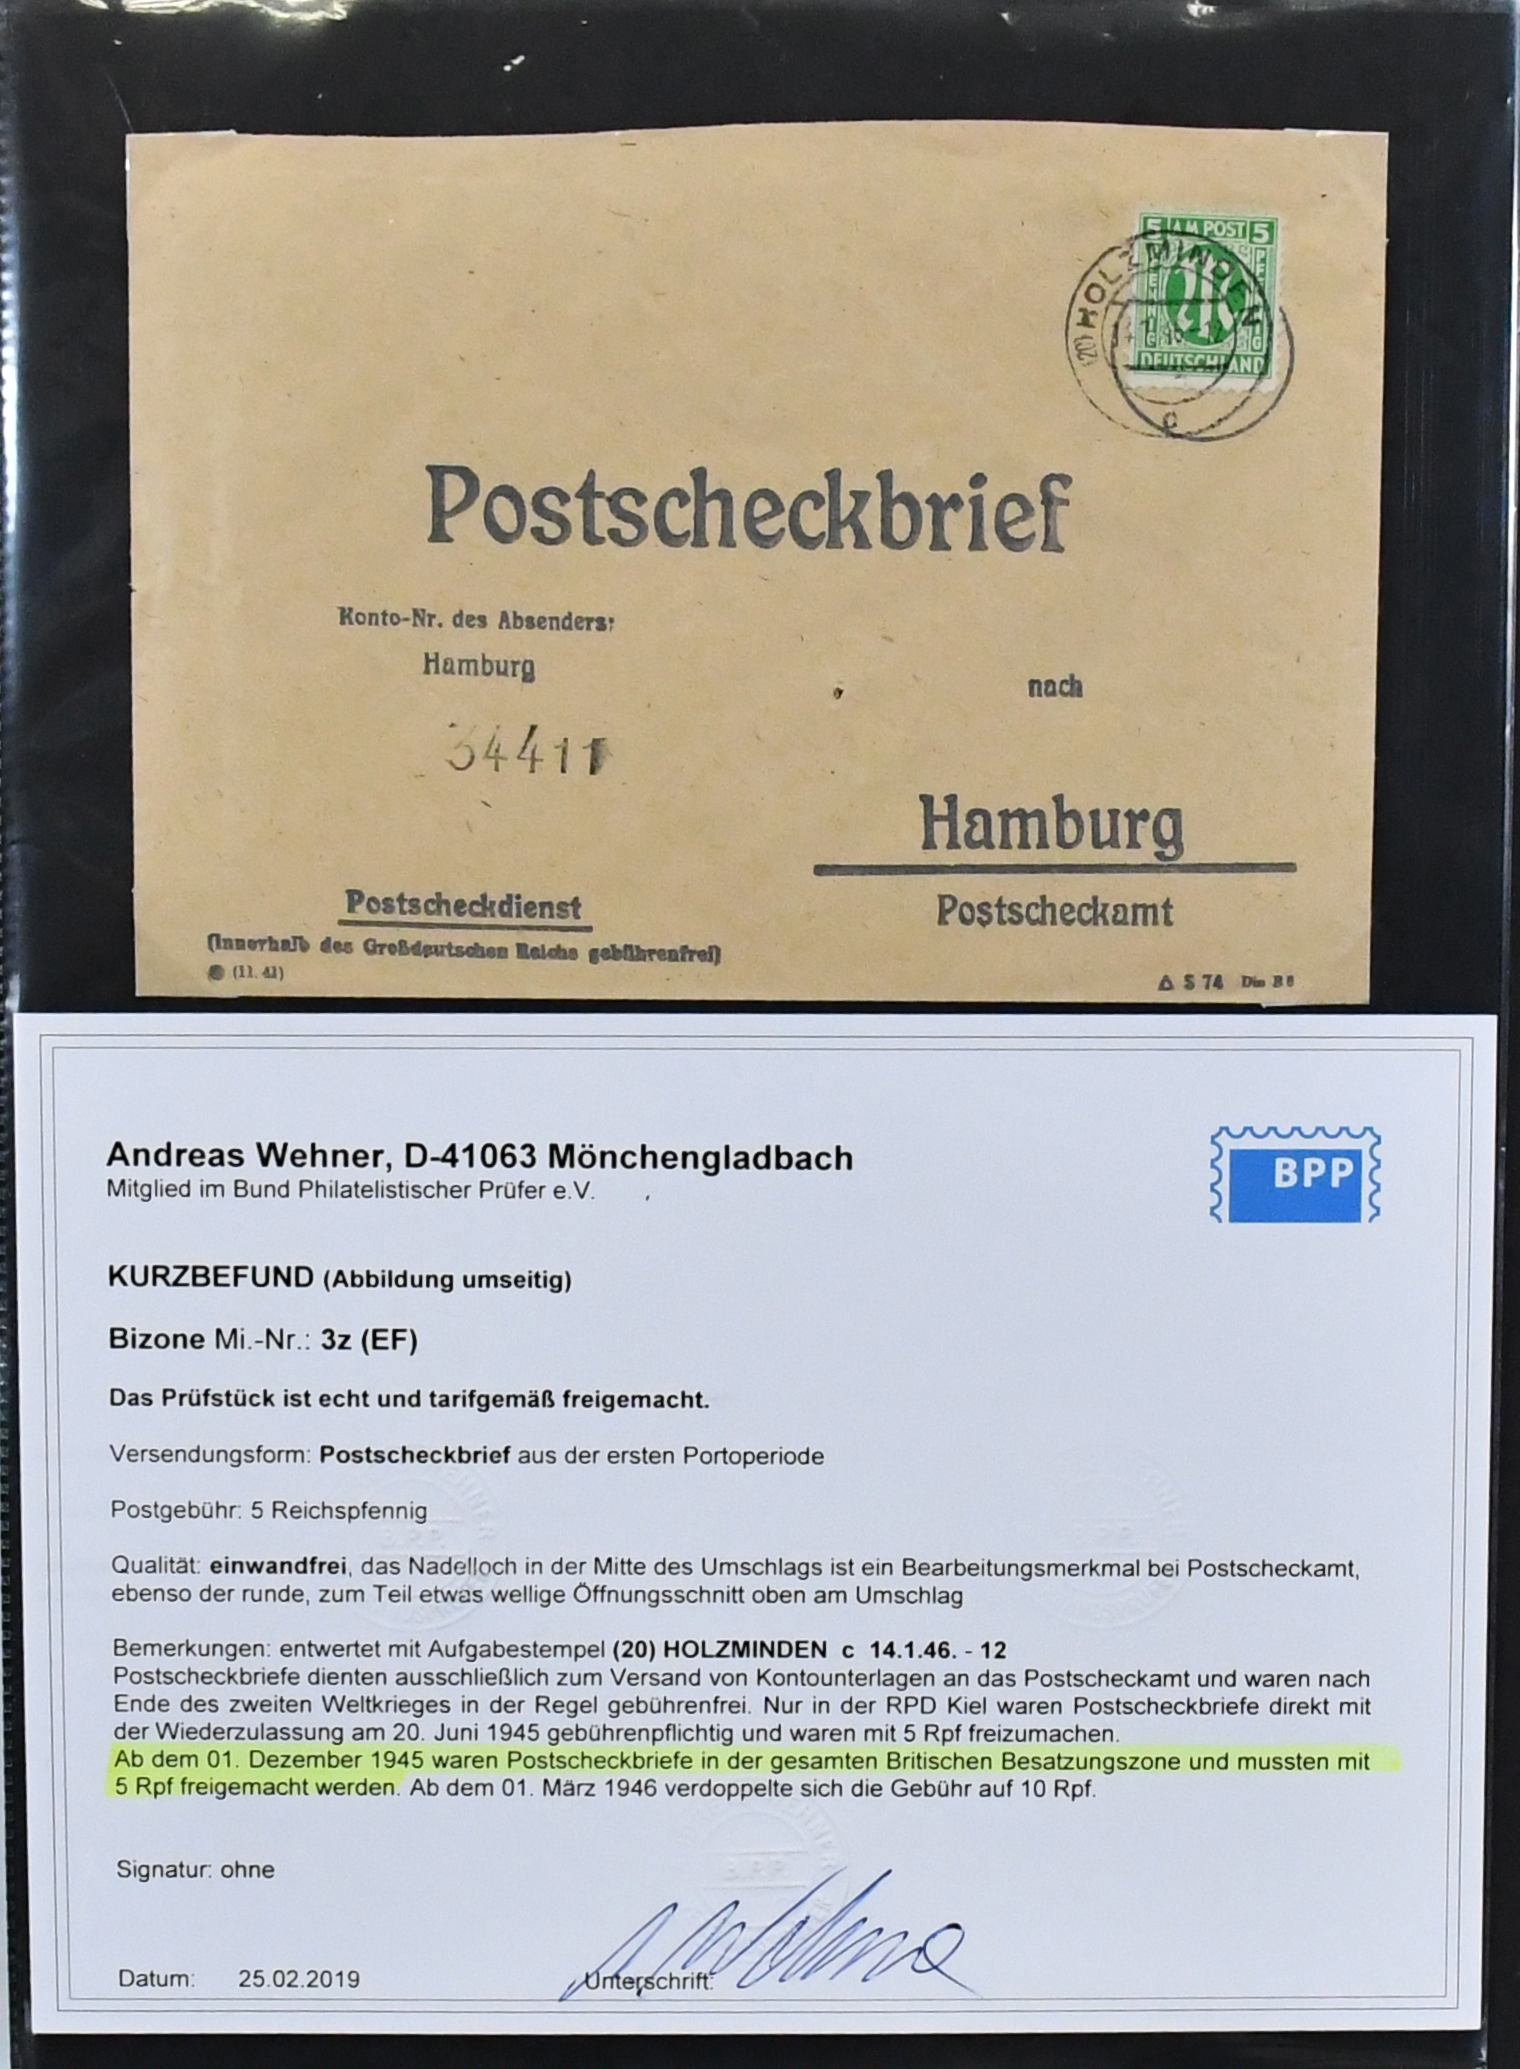 5 AM POST 5
PFENNIG
PFENNIG
DEUTSCHLAND
(20) HOLZMINDEN
c
Postscheckbrief
Konto-Nr. des Absenders:
Hamburg
nach
34411
Hamburg
Postscheckdienst
Postscheckamt
(Innerhalb des Großdeutschen Reichs gebührenfrei)
(11. 41)
Δ S 74 Din B 6
Andreas Wehner, D-41063 Mönchengladbach
Mitglied im Bund Philatelistischer Prüfer e.V.
BPP
KURZBEFUND (Abbildung umseitig)
Bizone Mi.-Nr.: 3z (EF)
Das Prüfstück ist echt und tarifgemäß freigemacht.
Versendungsform: Postscheckbrief aus der ersten Portoperiode
Postgebühr: 5 Reichspfennig
Qualität: einwandfrei, das Nadelloch in der Mitte des Umschlags ist ein Bearbeitungsmerkmal bei Postscheckamt,
ebenso der runde, zum Teil etwas wellige Öffnungsschnitt oben am Umschlag
Bemerkungen: entwertet mit Aufgabestempel (20) HOLZMINDEN c 14.1.46. - 12
Postscheckbriefe dienten ausschließlich zum Versand von Kontounterlagen an das Postscheckamt und waren nach
Ende des zweiten Weltkrieges in der Regel gebührenfrei. Nur in der RPD Kiel waren Postscheckbriefe direkt mit
der Wiederzulassung am 20. Juni 1945 gebührenpflichtig und waren mit 5 Rpf freizumachen.
Ab dem 01. Dezember 1945 waren Postscheckbriefe in der gesamten Britischen Besatzungszone und mussten mit
5 Rpf freigemacht werden. Ab dem 01. März 1946 verdoppelte sich die Gebühr auf 10 Rpf.
Signatur: ohne
Datum: 25.02.2019
Unterschrift: